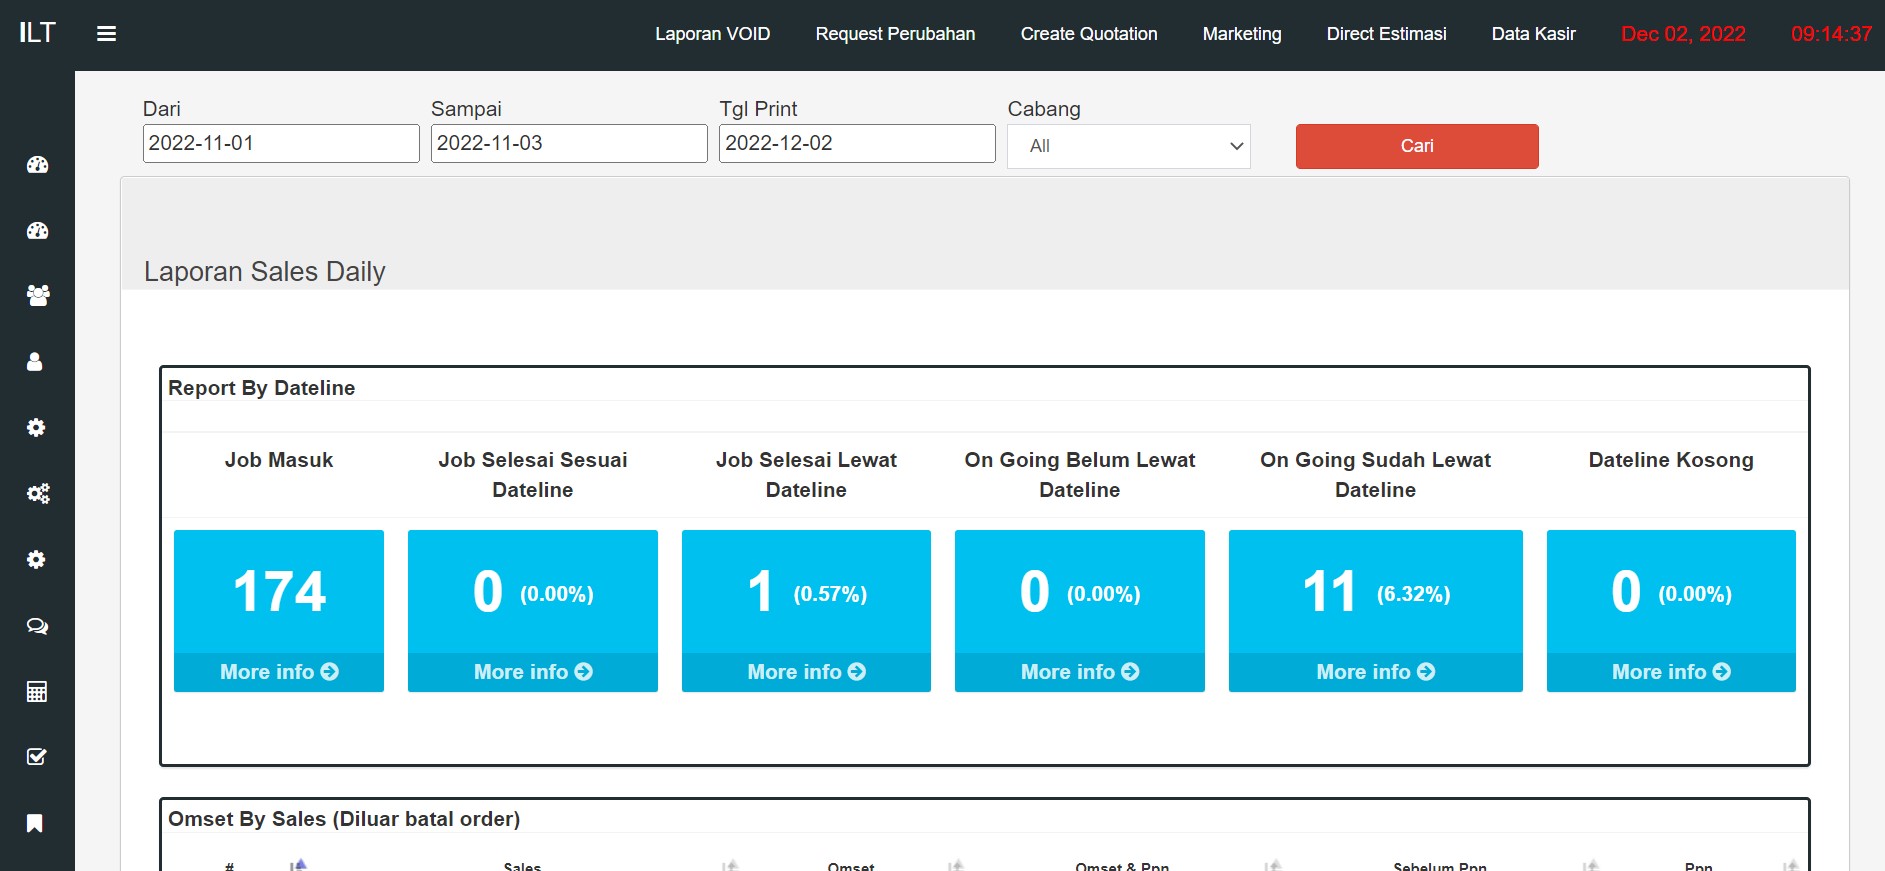 ILT
Laporan VOID Request Perubahan Create Quotation Marketing Direct Estimasi Data Kasir Dec 02, 2022 09:14:37
Dari Sampai Tgl Print Cabang
2022-11-01 2022-11-03 2022-12-02 All Cari
Laporan Sales Daily
Report By Dateline
Job Masuk
Job Selesai Sesuai
Dateline
Job Selesai Lewat
Dateline
On Going Belum Lewat
Dateline
On Going Sudah Lewat
Dateline
Dateline Kosong
174 0 (0.00%) 1 (0.57%) 0 (0.00%) 11 (6.32%) 0 (0.00%)
More info More info More info More info More info More info
Omset By Sales (Diluar batal order)
# Sales Omset Omset & Ppn Sebelum Ppn Ppn